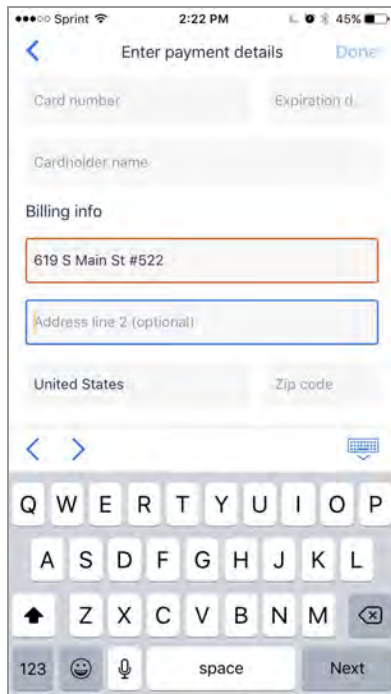 Sprint 2:22 PM 45%
Enter payment details Done
Card number Expiration d...
Cardholder name
Billing info
619 S Main St #522
Address line 2 (optional)
United States Zip code
Q W E R T Y U I O P
A S D F G H J K L
Z X C V B N M
123 space Next